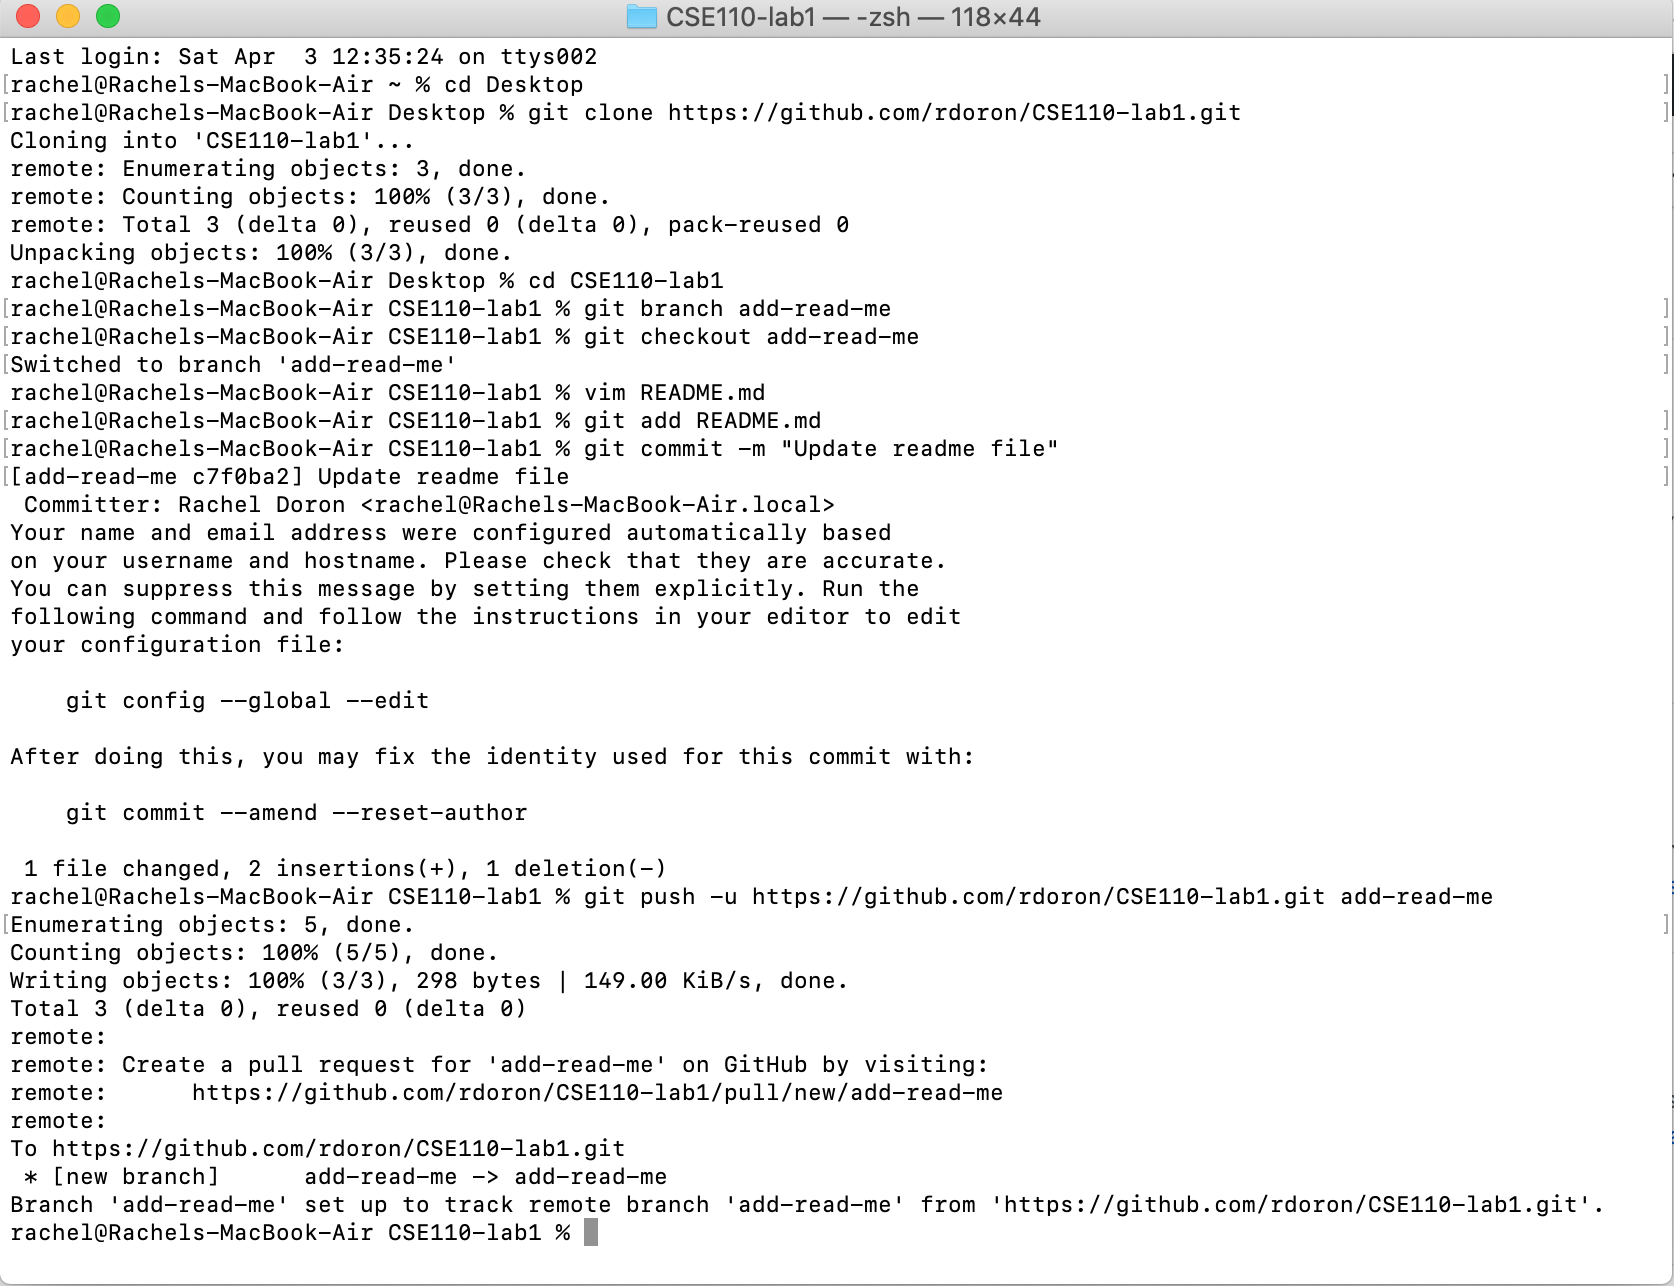 CSE110-lab1 — -zsh — 118×44
Last login: Sat Apr  3 12:35:24 on ttys002
[rachel@Rachels-MacBook-Air ~ % cd Desktop ]
[rachel@Rachels-MacBook-Air Desktop % git clone https://github.com/rdoron/CSE110-lab1.git ]
Cloning into 'CSE110-lab1'...
remote: Enumerating objects: 3, done.
remote: Counting objects: 100% (3/3), done.
remote: Total 3 (delta 0), reused 0 (delta 0), pack-reused 0
Unpacking objects: 100% (3/3), done.
rachel@Rachels-MacBook-Air Desktop % cd CSE110-lab1
[rachel@Rachels-MacBook-Air CSE110-lab1 % git branch add-read-me ]
[rachel@Rachels-MacBook-Air CSE110-lab1 % git checkout add-read-me ]
[Switched to branch 'add-read-me' ]
rachel@Rachels-MacBook-Air CSE110-lab1 % vim README.md
[rachel@Rachels-MacBook-Air CSE110-lab1 % git add README.md ]
[rachel@Rachels-MacBook-Air CSE110-lab1 % git commit -m "Update readme file" ]
[[add-read-me c7f0ba2] Update readme file ]
 Committer: Rachel Doron <rachel@Rachels-MacBook-Air.local>
Your name and email address were configured automatically based
on your username and hostname. Please check that they are accurate.
You can suppress this message by setting them explicitly. Run the
following command and follow the instructions in your editor to edit
your configuration file:

    git config --global --edit

After doing this, you may fix the identity used for this commit with:

    git commit --amend --reset-author

 1 file changed, 2 insertions(+), 1 deletion(-)
rachel@Rachels-MacBook-Air CSE110-lab1 % git push -u https://github.com/rdoron/CSE110-lab1.git add-read-me
[Enumerating objects: 5, done. ]
Counting objects: 100% (5/5), done.
Writing objects: 100% (3/3), 298 bytes | 149.00 KiB/s, done.
Total 3 (delta 0), reused 0 (delta 0)
remote:
remote: Create a pull request for 'add-read-me' on GitHub by visiting:
remote:      https://github.com/rdoron/CSE110-lab1/pull/new/add-read-me
remote:
To https://github.com/rdoron/CSE110-lab1.git
 * [new branch]      add-read-me -> add-read-me
Branch 'add-read-me' set up to track remote branch 'add-read-me' from 'https://github.com/rdoron/CSE110-lab1.git'.
rachel@Rachels-MacBook-Air CSE110-lab1 %